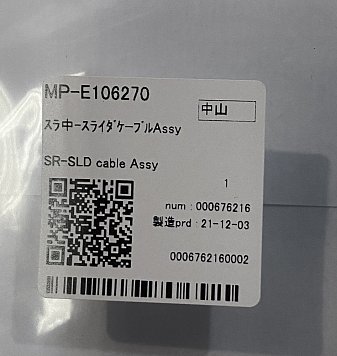 MP-E106270
中山
スラ中ースライダケーブルAssy
SR-SLD cable Assy
1
num : 000676216
製造prd : 21-12-03
0006762160002